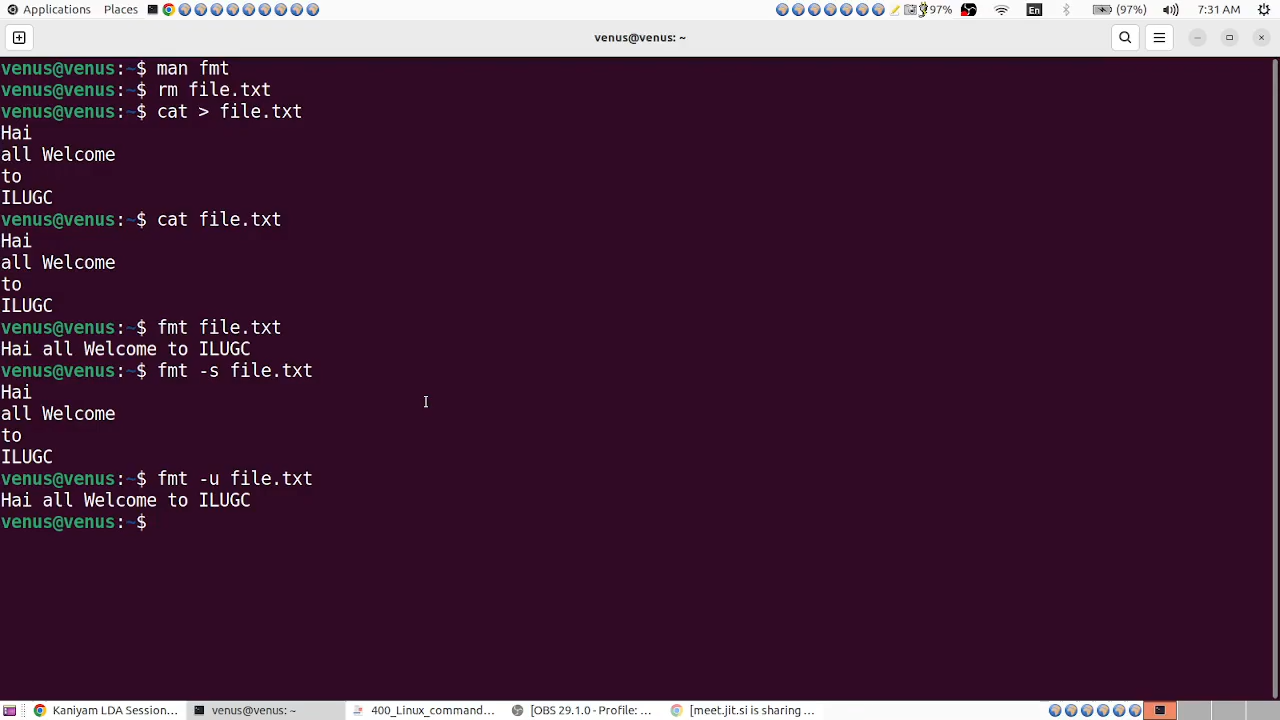 Applications Places 97% En (97%) 7:31 AM
venus@venus: ~
venus@venus:~$ man fmt
venus@venus:~$ rm file.txt
venus@venus:~$ cat > file.txt
Hai
all Welcome
to
ILUGC
venus@venus:~$ cat file.txt
Hai
all Welcome
to
ILUGC
venus@venus:~$ fmt file.txt
Hai all Welcome to ILUGC
venus@venus:~$ fmt -s file.txt
Hai
all Welcome
to
ILUGC
venus@venus:~$ fmt -u file.txt
Hai all Welcome to ILUGC
venus@venus:~$
Kaniyam LDA Session... venus@venus: ~ 400_Linux_command... [OBS 29.1.0 - Profile: ... [meet.jit.si is sharing ...